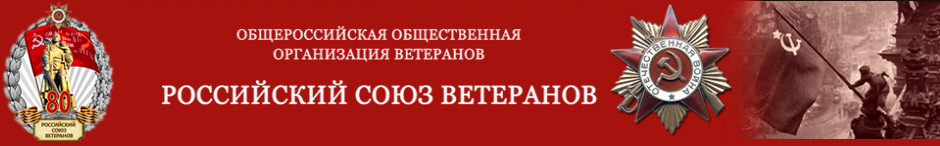 80
РОССИЙСКИЙ
СОЮЗ
ВЕТЕРАНОВ
ОБЩЕРОССИЙСКАЯ ОБЩЕСТВЕННАЯ
ОРГАНИЗАЦИЯ ВЕТЕРАНОВ
РОССИЙСКИЙ СОЮЗ ВЕТЕРАНОВ
ОТЕЧЕСТВЕННАЯ ВОЙНА